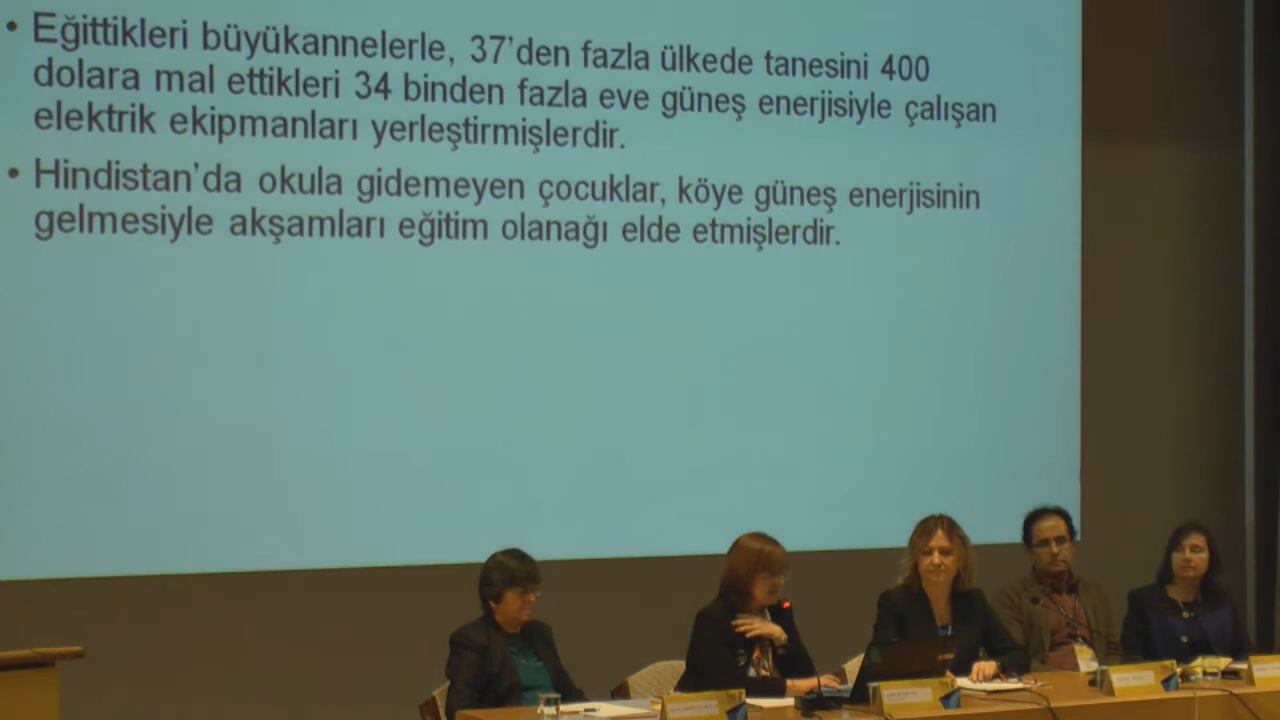 • Eğittikleri büyükannelerle, 37'den fazla ülkede tanesini 400
dolara mal ettikleri 34 binden fazla eve güneş enerjisiyle çalışan
elektrik ekipmanları yerleştirmişlerdir.
• Hindistan'da okula gidemeyen çocuklar, köye güneş enerjisinin
gelmesiyle akşamları eğitim olanağı elde etmişlerdir.